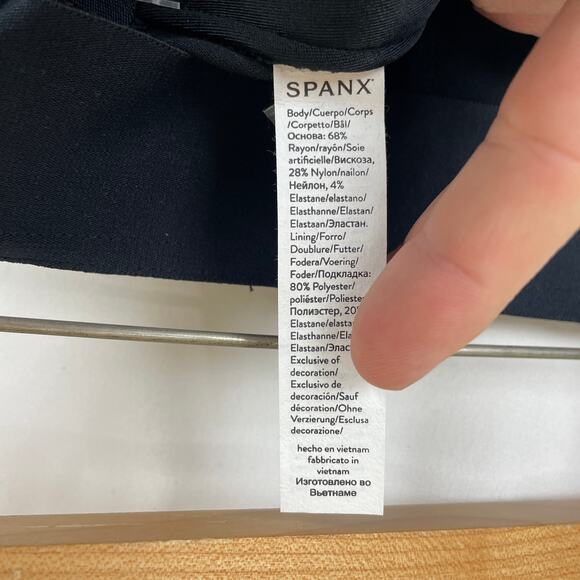 SPANX
Body/Cuerpo/Corps
/Corpetto/Bål/
Основа: 68%
Rayon/rayón/Soie
artificielle/Вискоза,
28% Nylon/nailon/
Нейлон, 4%
Elastane/elastano/
Elasthanne/Elastan/
Elastaan/Эластан.
Lining/Forro/
Doublure/Futter/
Fodera/Voering/
Foder/Подкладка:
80% Polyester/
poliéster/Polieste
Полиэстер, 20
Elastane/elasta
Elasthanne/Ela
Elastaan/Элас
Exclusive of
decoration/
Exclusivo de
decoración/Sauf
décoration/Ohne
Verzierung/Esclusa
decorazione/
hecho en vietnam
fabbricato in
vietnam
Изготовлено во
Вьетнаме